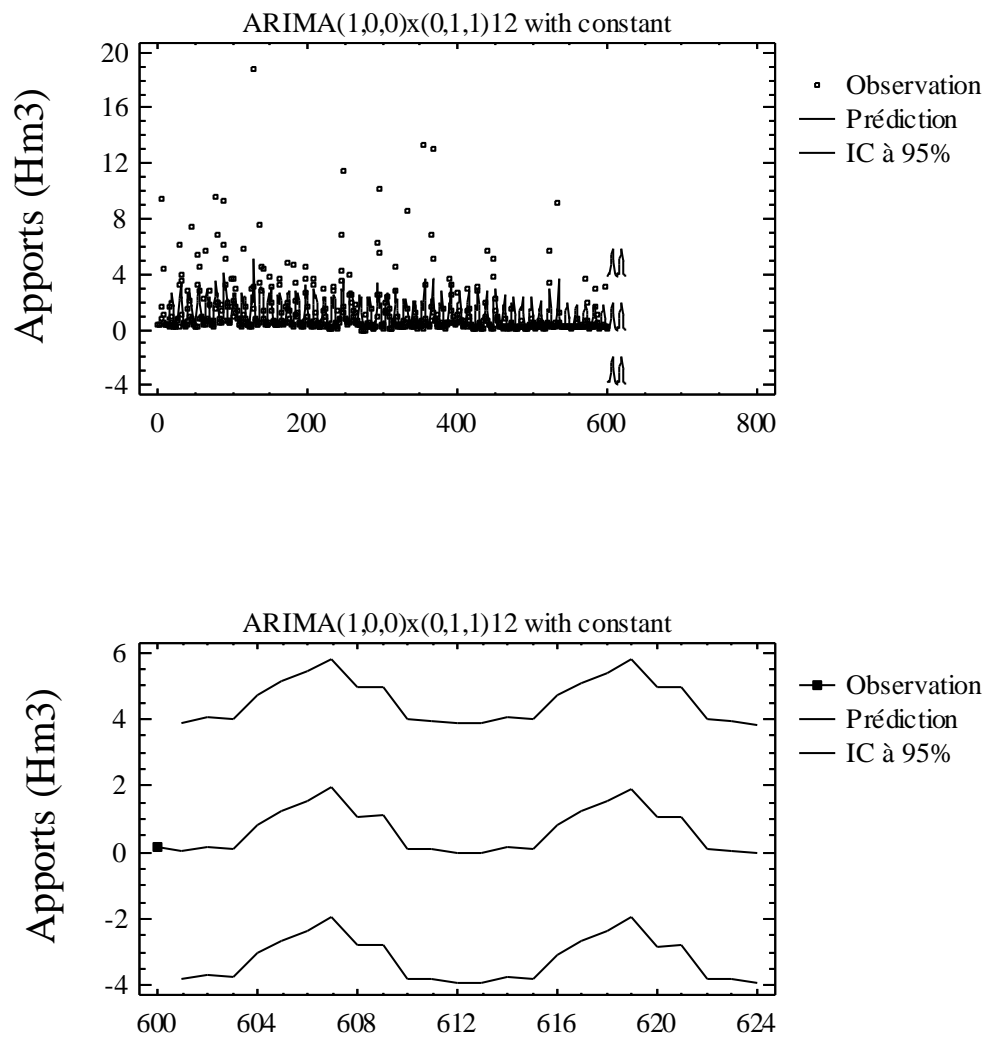 ARIMA(1,0,0)x(0,1,1)12 with constant
Apports (Hm3)
20
16
12
8
4
0
-4
0 200 400 600 800
Observation
Prédiction
IC à 95%
ARIMA(1,0,0)x(0,1,1)12 with constant
Apports (Hm3)
6
4
2
0
-2
-4
600 604 608 612 616 620 624
Observation
Prédiction
IC à 95%